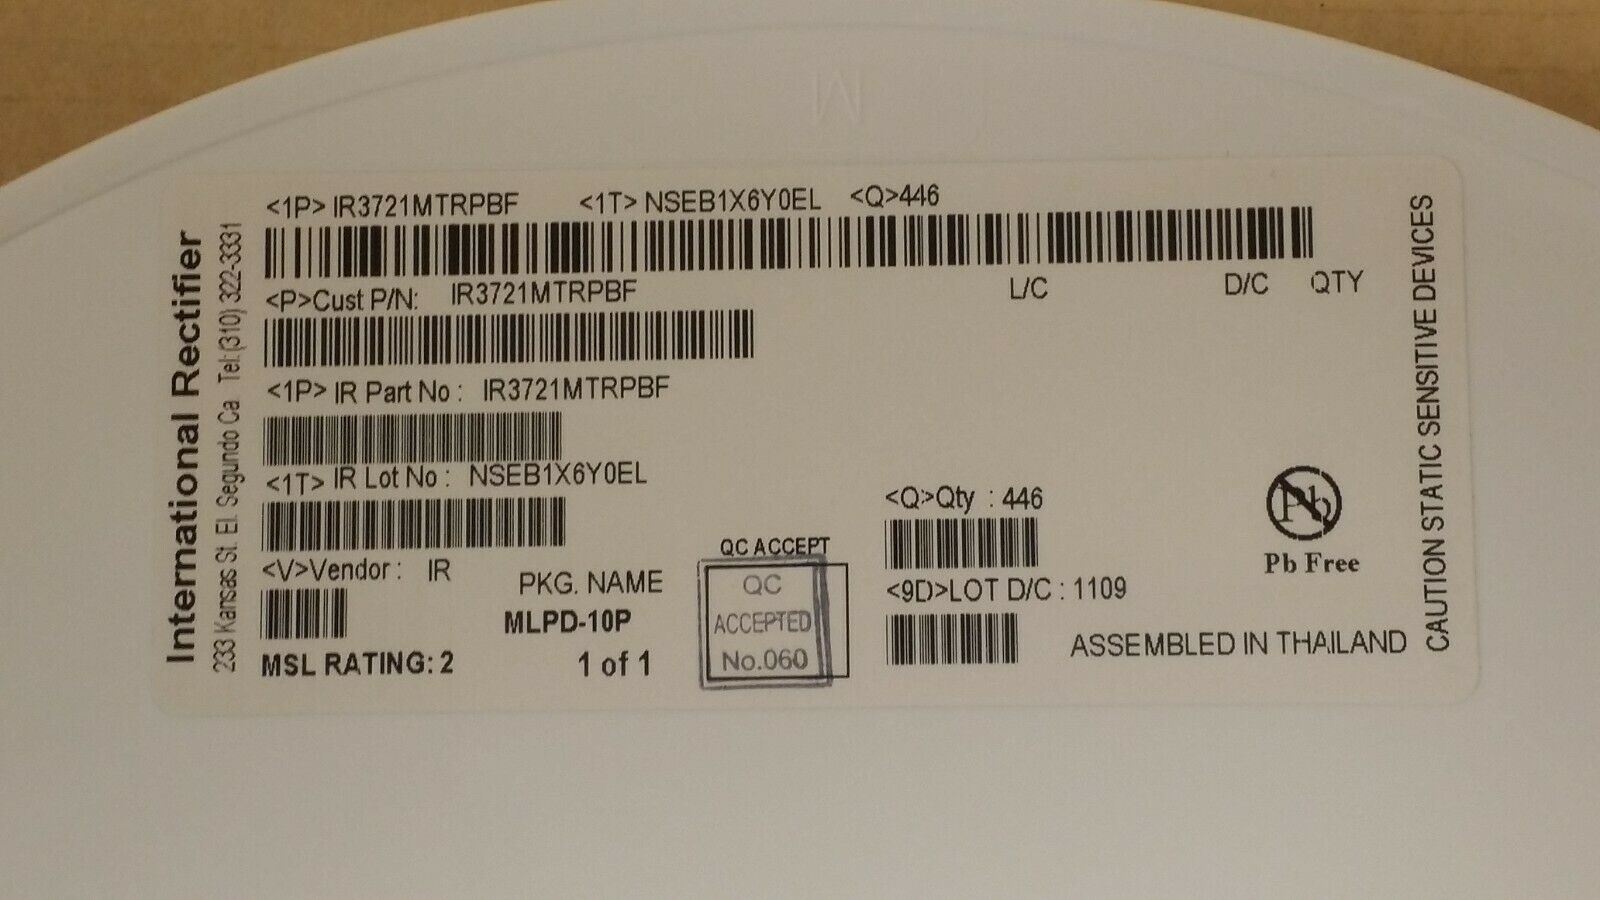 <1P> IR3721MTRPBF <1T> NSEB1X6Y0EL <Q>446
L/C D/C QTY
<P>Cust P/N: IR3721MTRPBF
<1P> IR Part No : IR3721MTRPBF
<1T> IR Lot No : NSEB1X6Y0EL
<Q>Qty : 446
<V>Vendor : IR
PKG. NAME
MLPD-10P
MSL RATING: 2
1 of 1
QC ACCEPT
QC
ACCEPTED
No.060
<9D>LOT D/C : 1109
Pb
Pb Free
ASSEMBLED IN THAILAND
International Rectifier
233 Kansas St. El. Segundo Ca Tel:(310) 322-3331
CAUTION STATIC SENSITIVE DEVICES
M